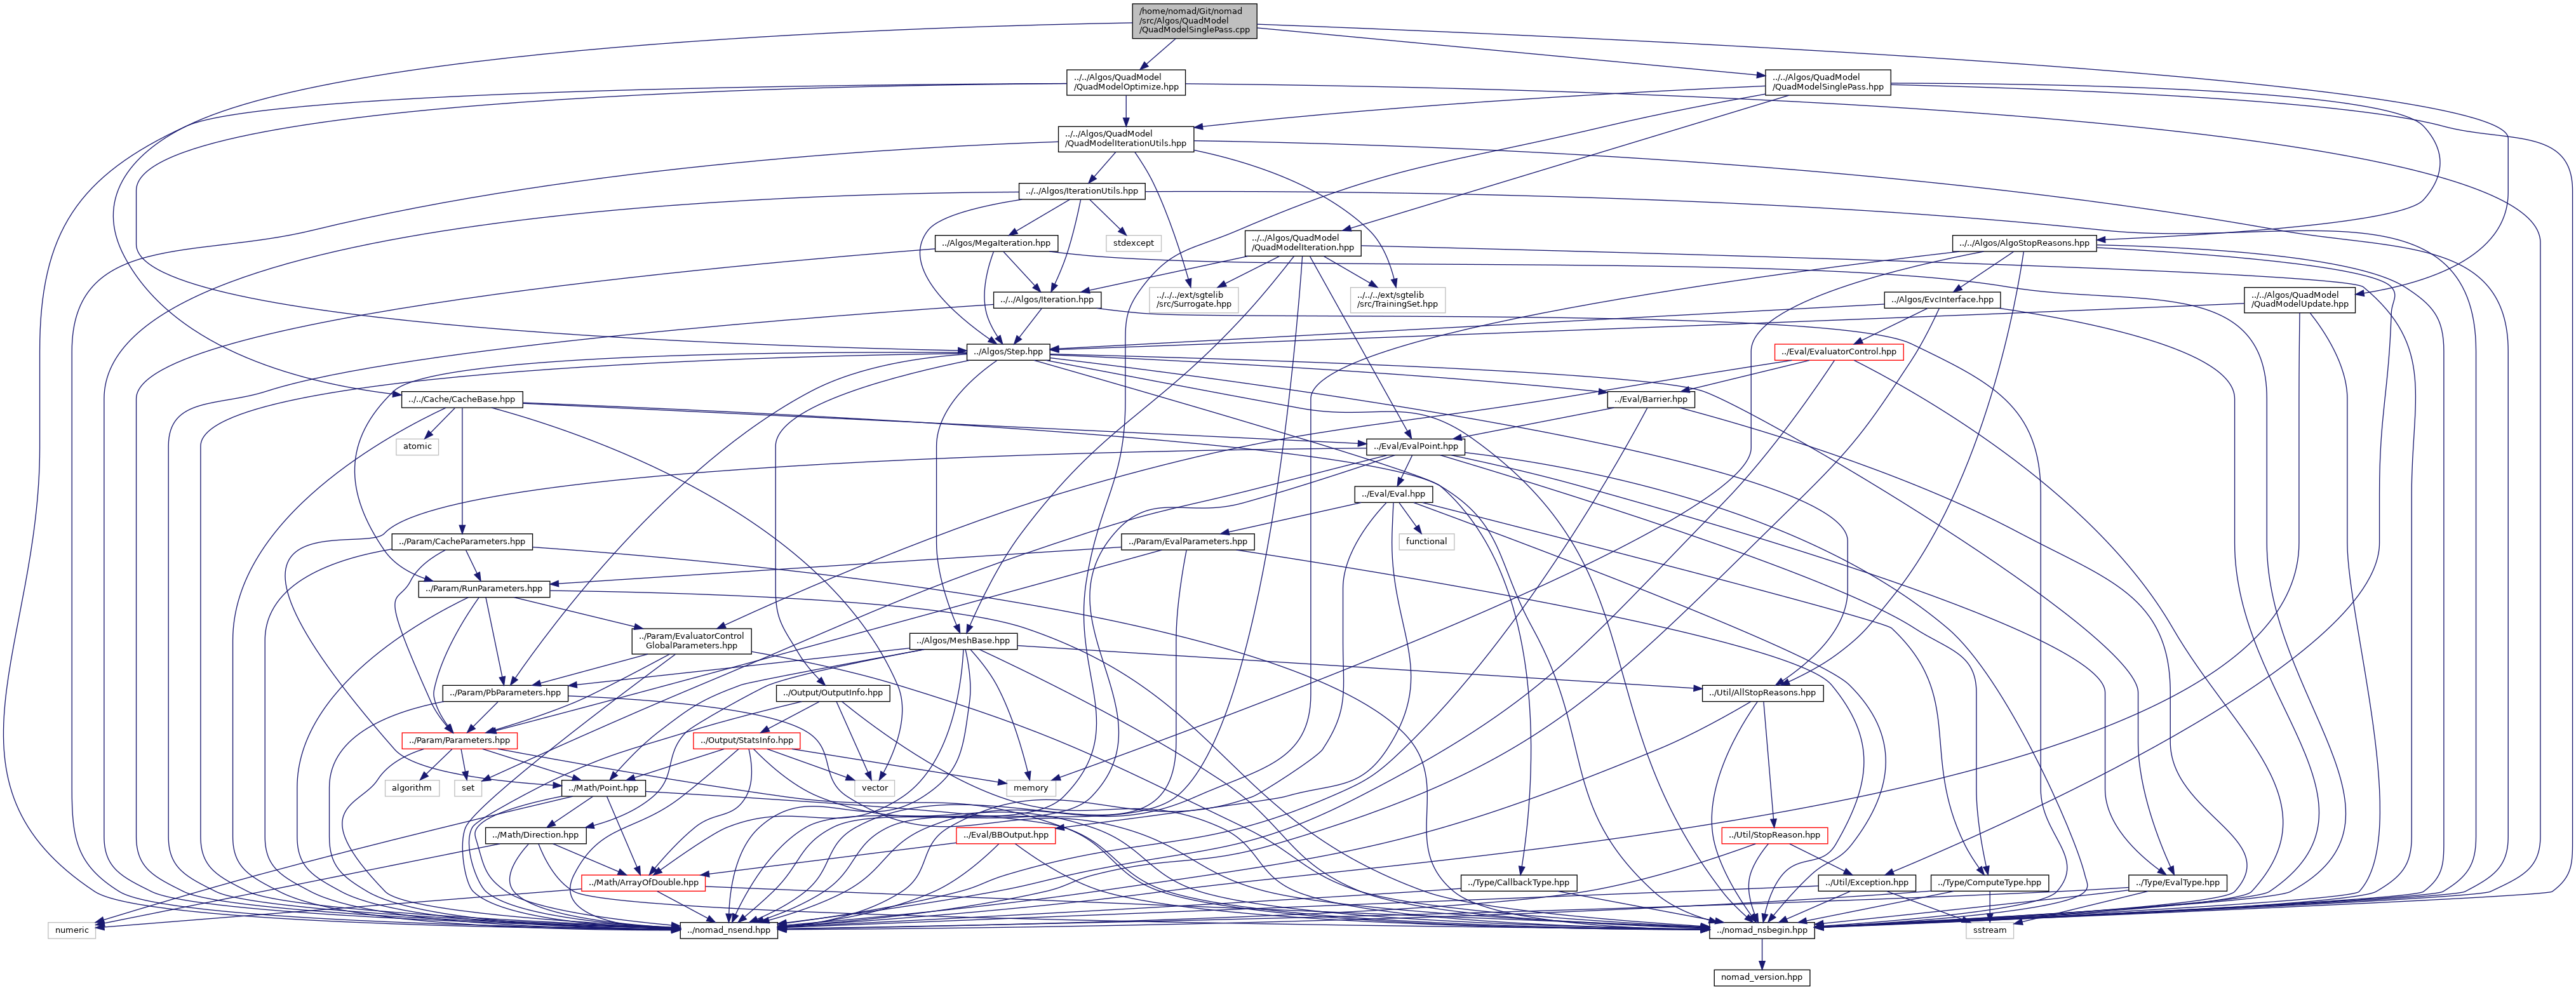 /home/nomad/Git/nomad
/src/Algos/QuadModel
/QuadModelSinglePass.cpp
../../Algos/QuadModel
/QuadModelOptimize.hpp
../../Algos/QuadModel
/QuadModelSinglePass.hpp
../../Algos/QuadModel
/QuadModelIterationUtils.hpp
../../Algos/IterationUtils.hpp
../Algos/MegaIteration.hpp
stdexcept
../../Algos/QuadModel
/QuadModelIteration.hpp
../../Algos/AlgoStopReasons.hpp
../../Algos/Iteration.hpp
../../../ext/sgtelib
/src/Surrogate.hpp
../../../ext/sgtelib
/src/TrainingSet.hpp
../Algos/EvcInterface.hpp
../../Algos/QuadModel
/QuadModelUpdate.hpp
../Algos/Step.hpp
../Eval/EvaluatorControl.hpp
../../Cache/CacheBase.hpp
../Eval/Barrier.hpp
atomic
../Eval/EvalPoint.hpp
../Eval/Eval.hpp
../Param/CacheParameters.hpp
../Param/EvalParameters.hpp
functional
../Param/RunParameters.hpp
../Param/EvaluatorControl
GlobalParameters.hpp
../Algos/MeshBase.hpp
../Param/PbParameters.hpp
../Output/OutputInfo.hpp
../Util/AllStopReasons.hpp
../Param/Parameters.hpp
../Output/StatsInfo.hpp
algorithm
set
../Math/Point.hpp
vector
memory
../Math/Direction.hpp
../Eval/BBOutput.hpp
../Util/StopReason.hpp
../Math/ArrayOfDouble.hpp
../Type/CallbackType.hpp
../Util/Exception.hpp
../Type/ComputeType.hpp
../Type/EvalType.hpp
numeric
../nomad_nsend.hpp
../nomad_nsbegin.hpp
sstream
nomad_version.hpp